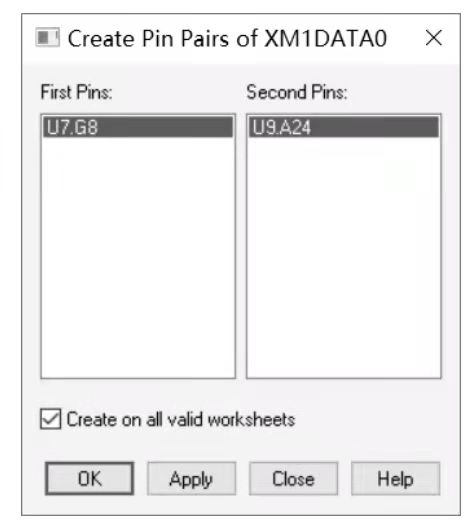 Create Pin Pairs of XM1DATA0
First Pins: Second Pins:
U7.G8 U9.A24
Create on all valid worksheets
OK Apply Close Help